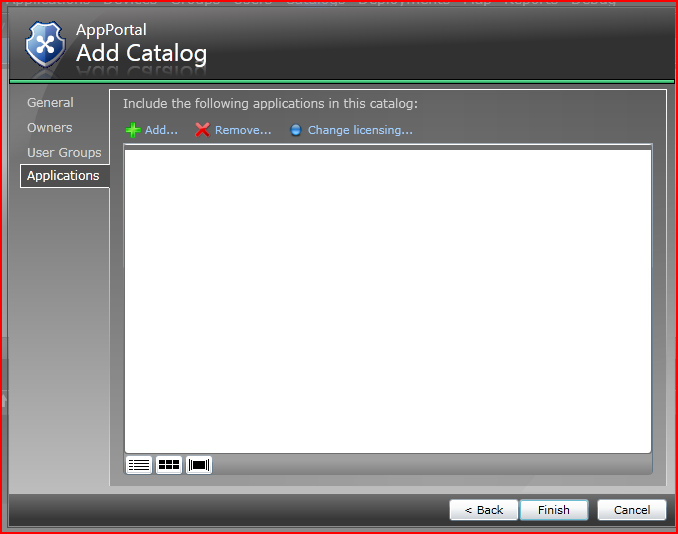 AppPortal
Add Catalog
General
Owners
User Groups
Applications
Include the following applications in this catalog:
Add... Remove... Change licensing...
< Back Finish Cancel